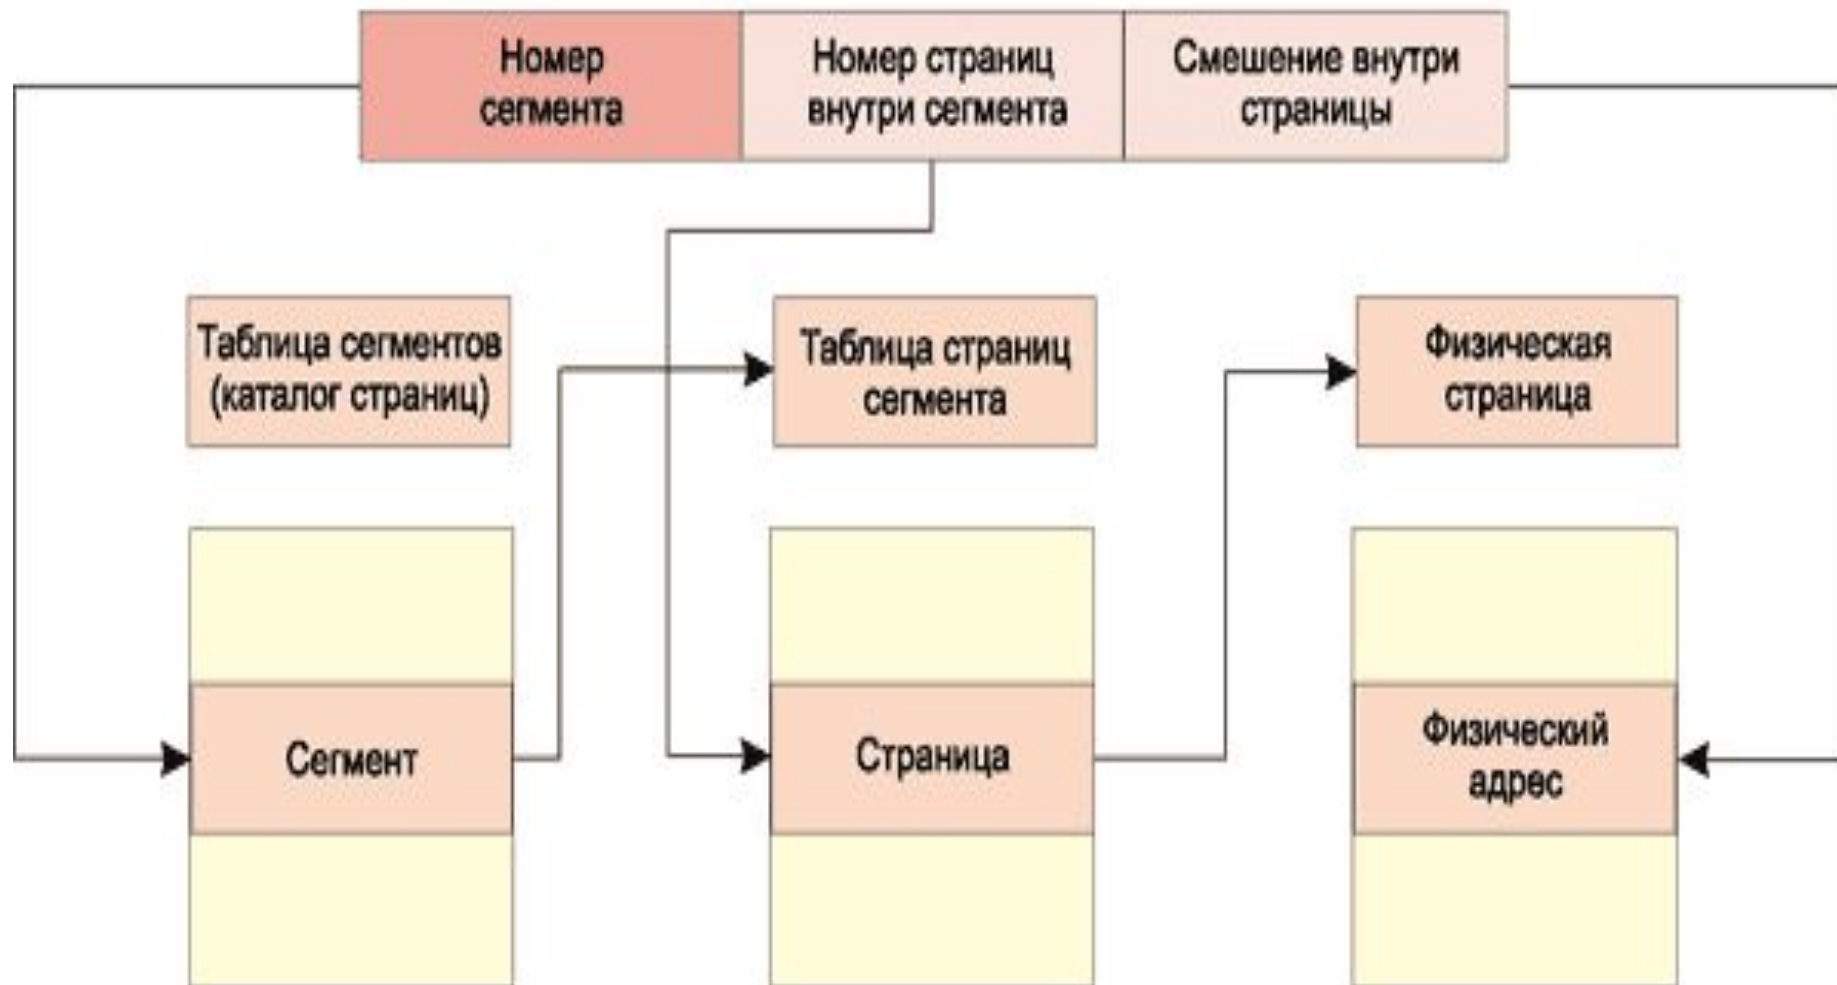 Номер
сегмента
Номер страниц
внутри сегмента
Смешение внутри
страницы
Таблица сегментов
(каталог страниц)
Таблица страниц
сегмента
Физическая
страница
Сегмент
Страница
Физический
адрес